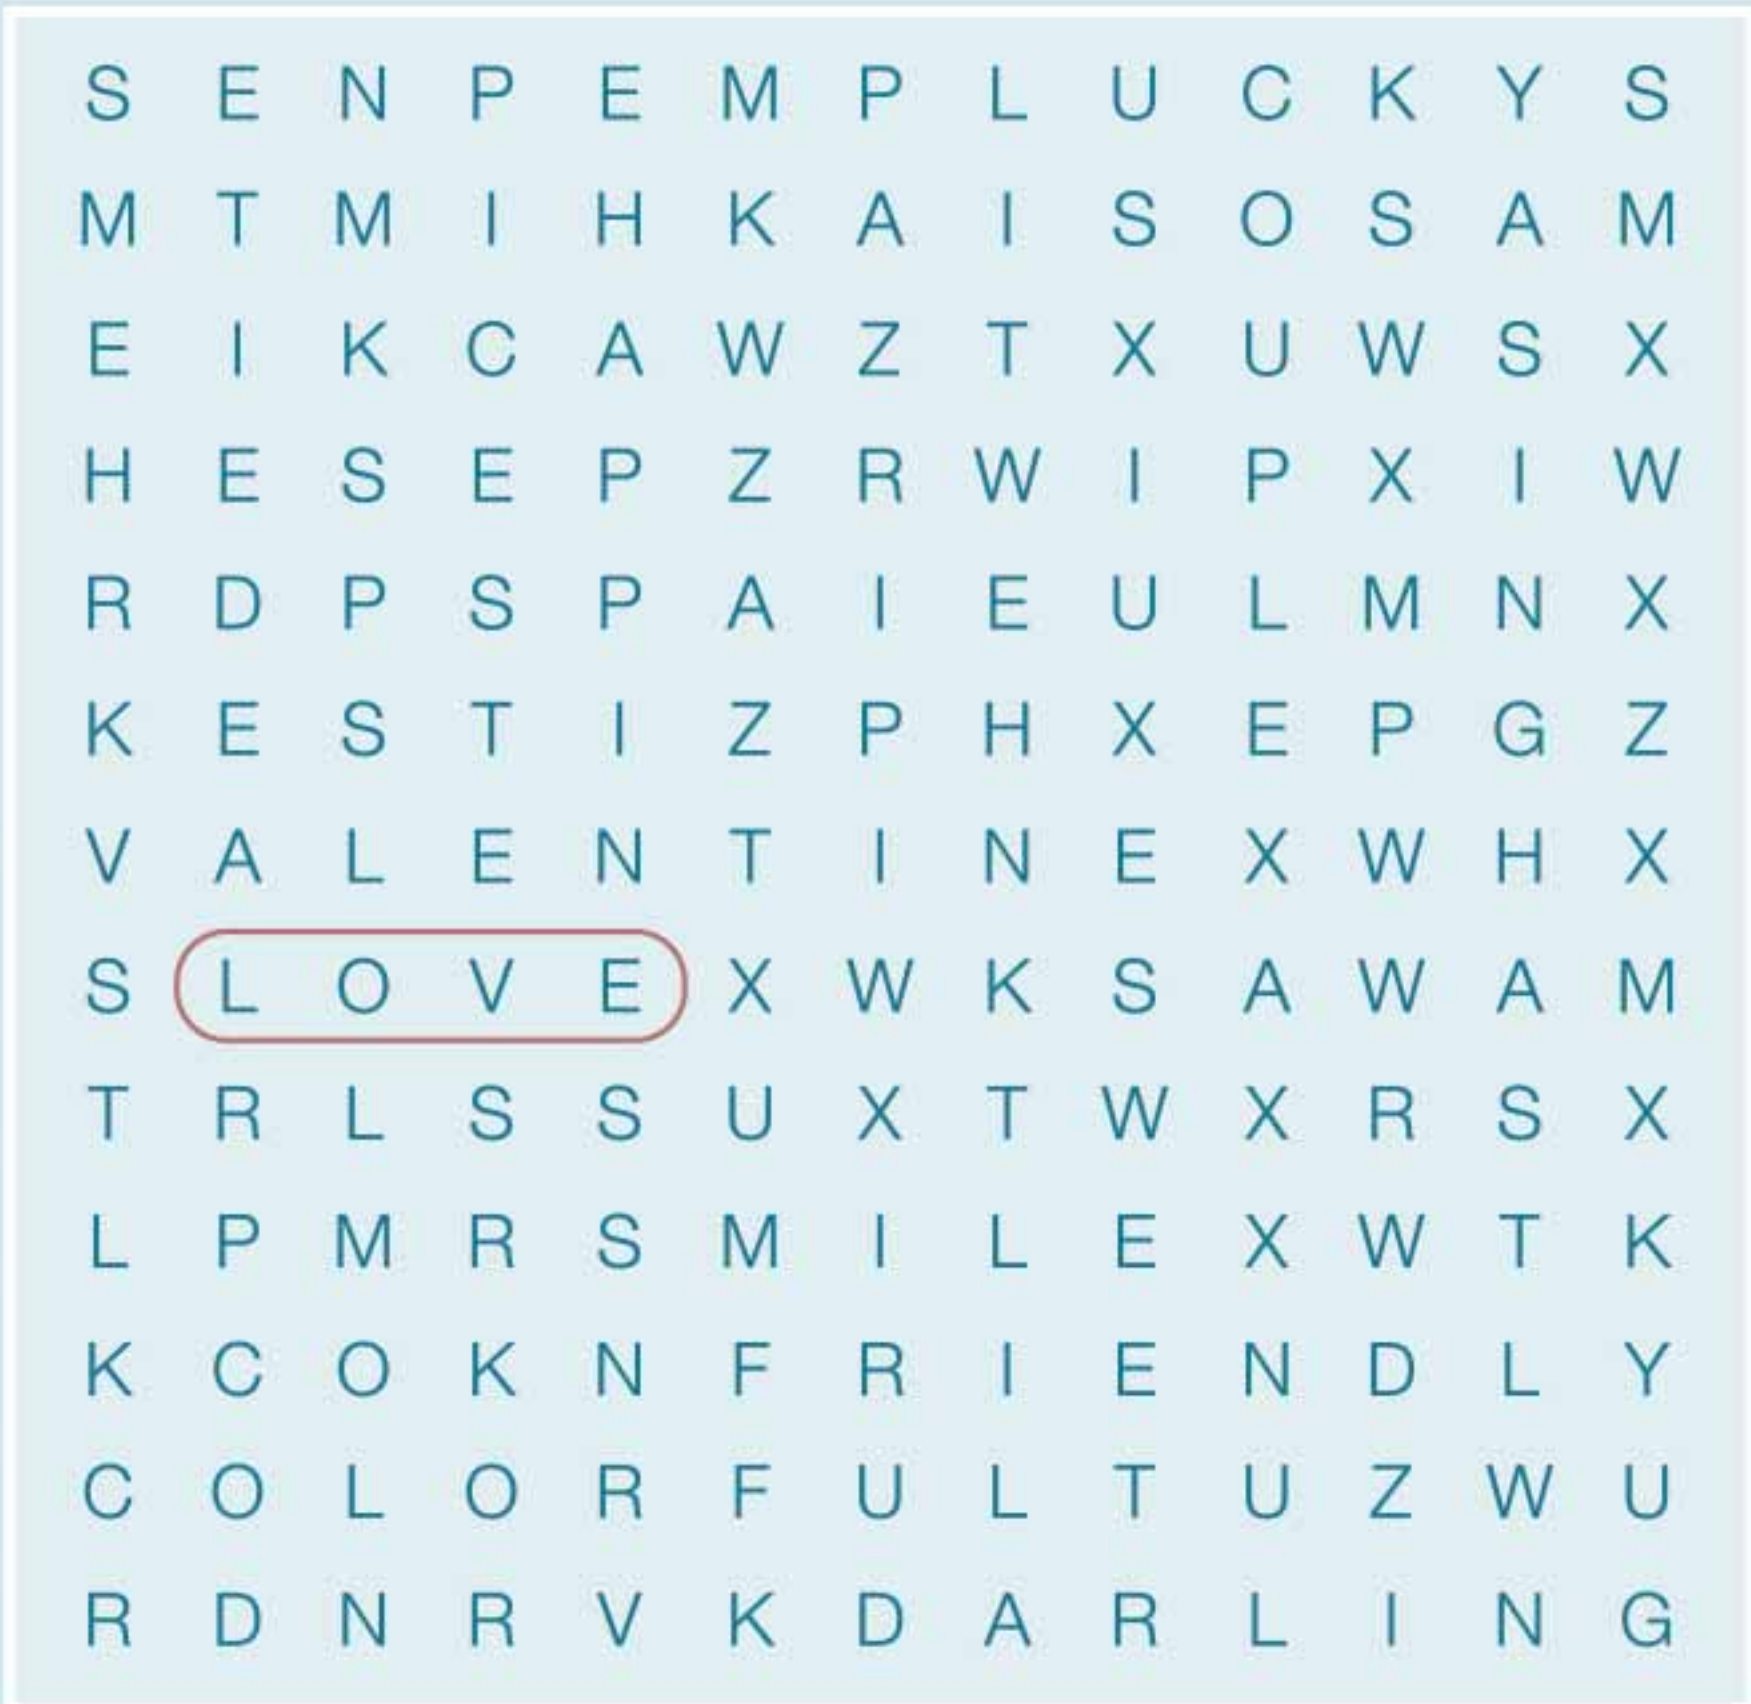 S E N P E M P L U C K Y S
M T M I H K A I S O S A M
E I K C A W Z T X U W S X
H E S E P Z R W I P X I W
R D P S P A I E U L M N X
K E S T I Z P H X E P G Z
V A L E N T I N E X W H X
S L O V E X W K S A W A M
T R L S S U X T W X R S X
L P M R S M I L E X W T K
K C O K N F R I E N D L Y
C O L O R F U L T U Z W U
R D N R V K D A R L I N G